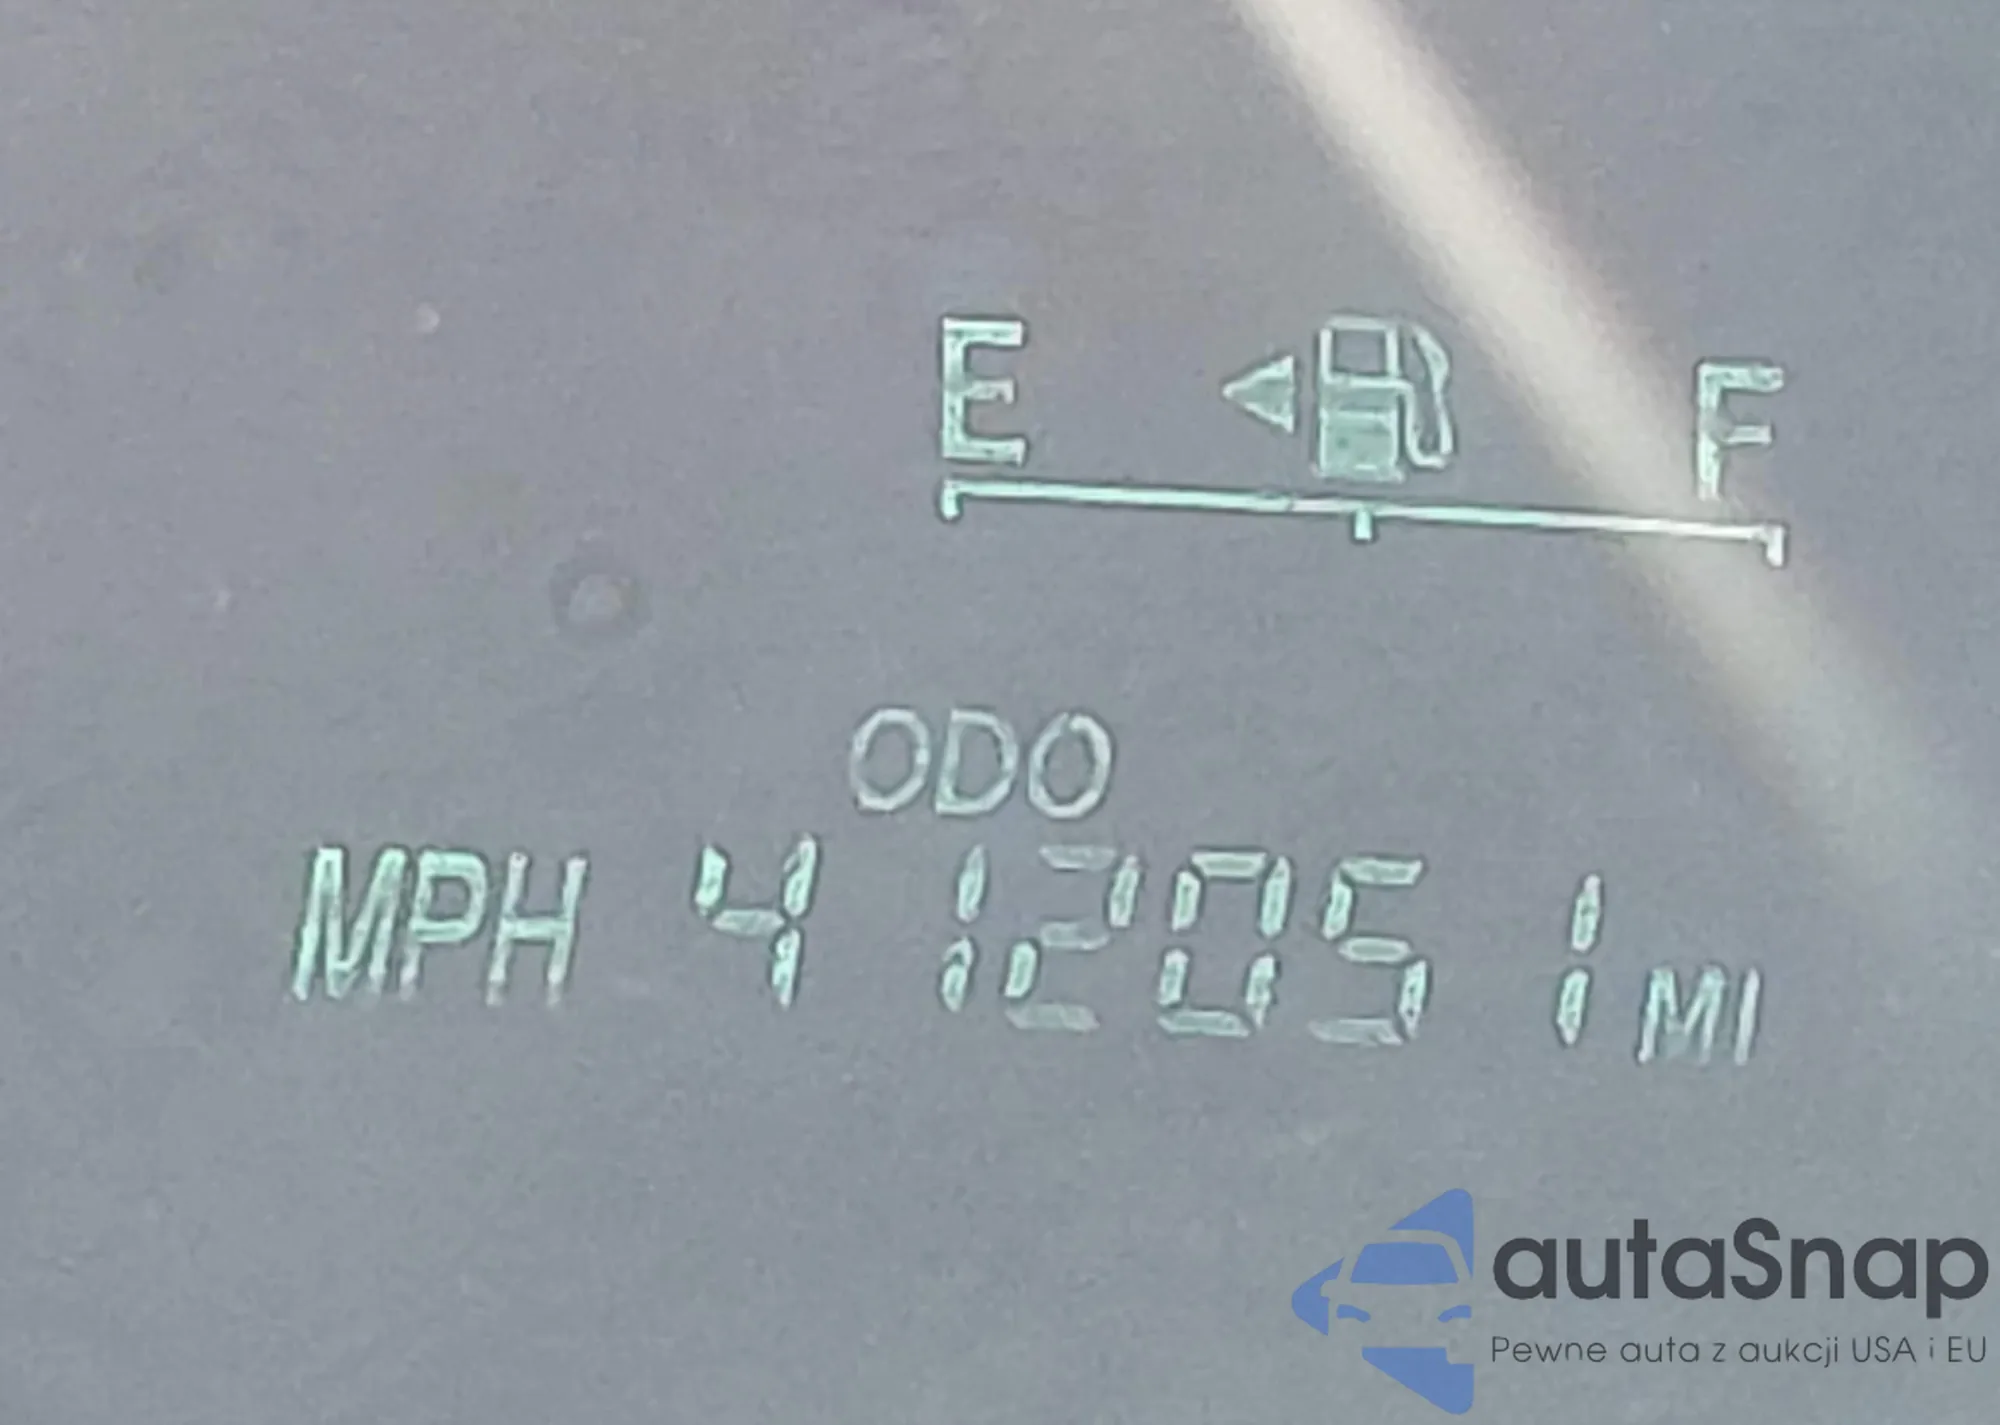 E F
ODO
MPH 412051 MI
autaSnap
Pewne auta z aukcji USA i EU